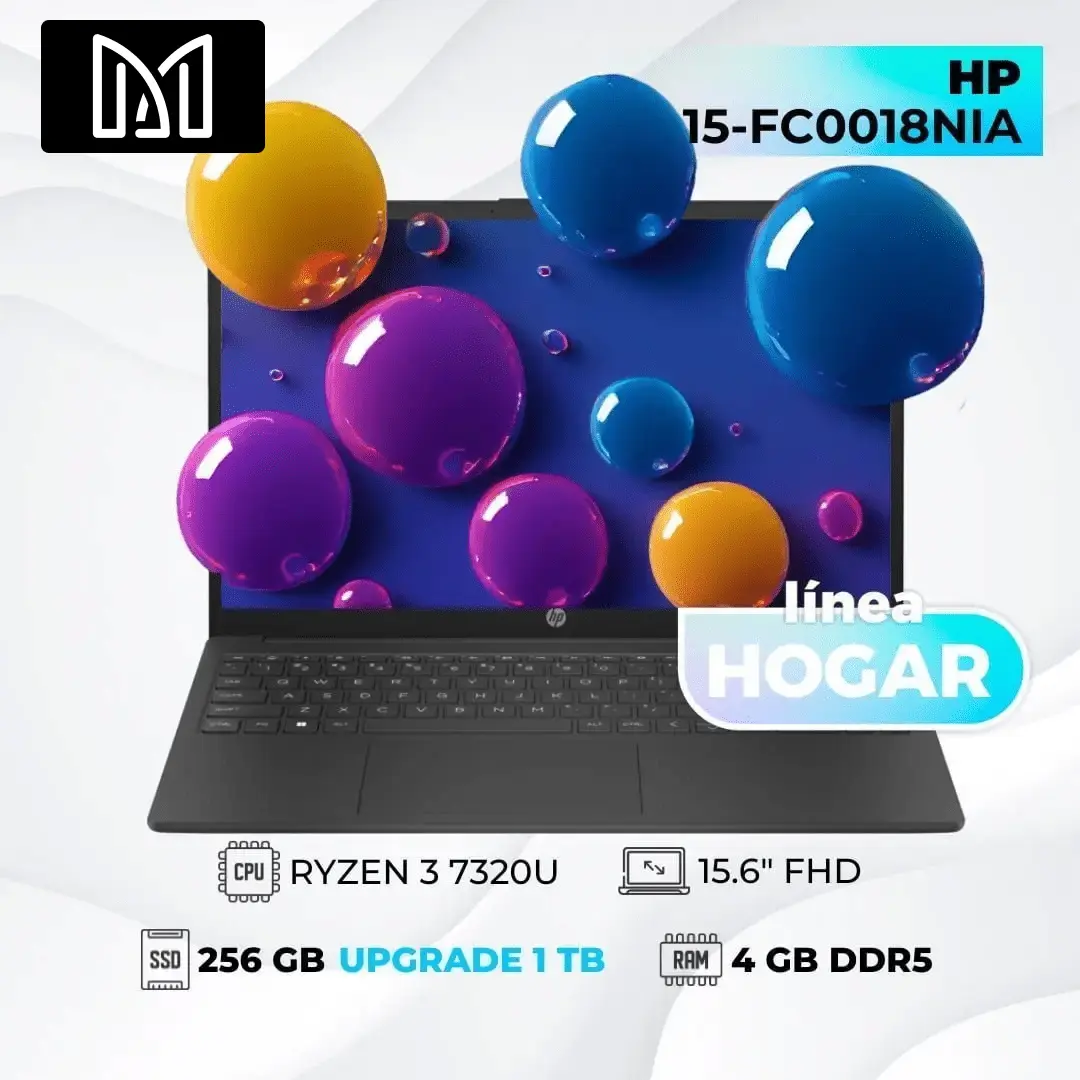 HP
15-FC0018NIA
hp
línea
HOGAR
CPU RYZEN 3 7320U
15.6" FHD
SSD 256 GB UPGRADE 1 TB
RAM 4 GB DDR5